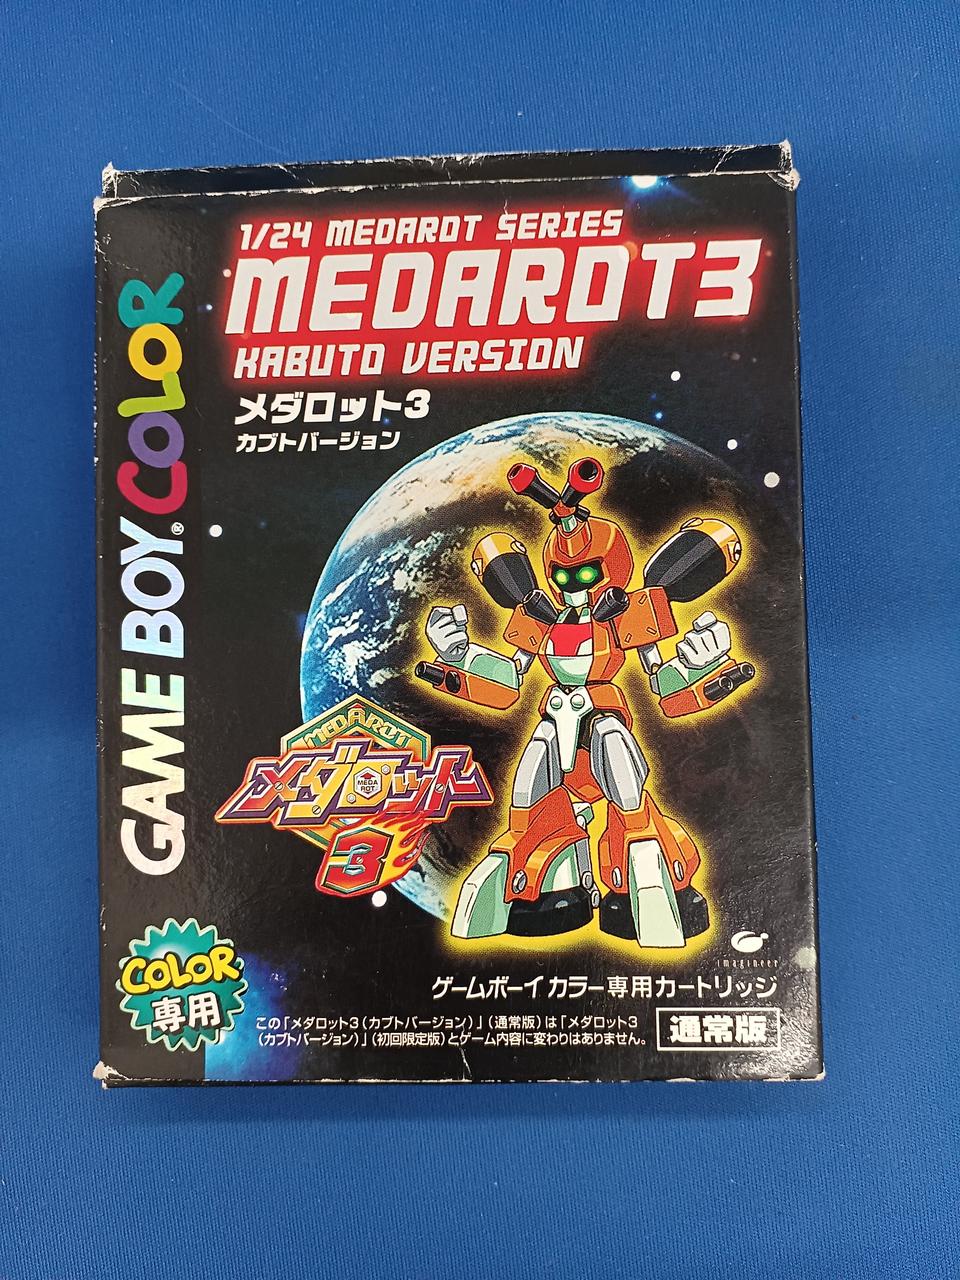 1/24 MEDAROT SERIES
MEDAROT3
KABUTO VERSION
メダロット3
カブトバージョン
GAME BOY COLOR
®
MEDAROT
メダロット
MEDA
ROT
3
COLOR
専用
imagineer
ゲームボーイ カラー専用カートリッジ
この「メダロット3(カブトバージョン)」(通常版)は「メダロット3
(カブトバージョン)」(初回限定版)とゲーム内容に変わりはありません。
通常版